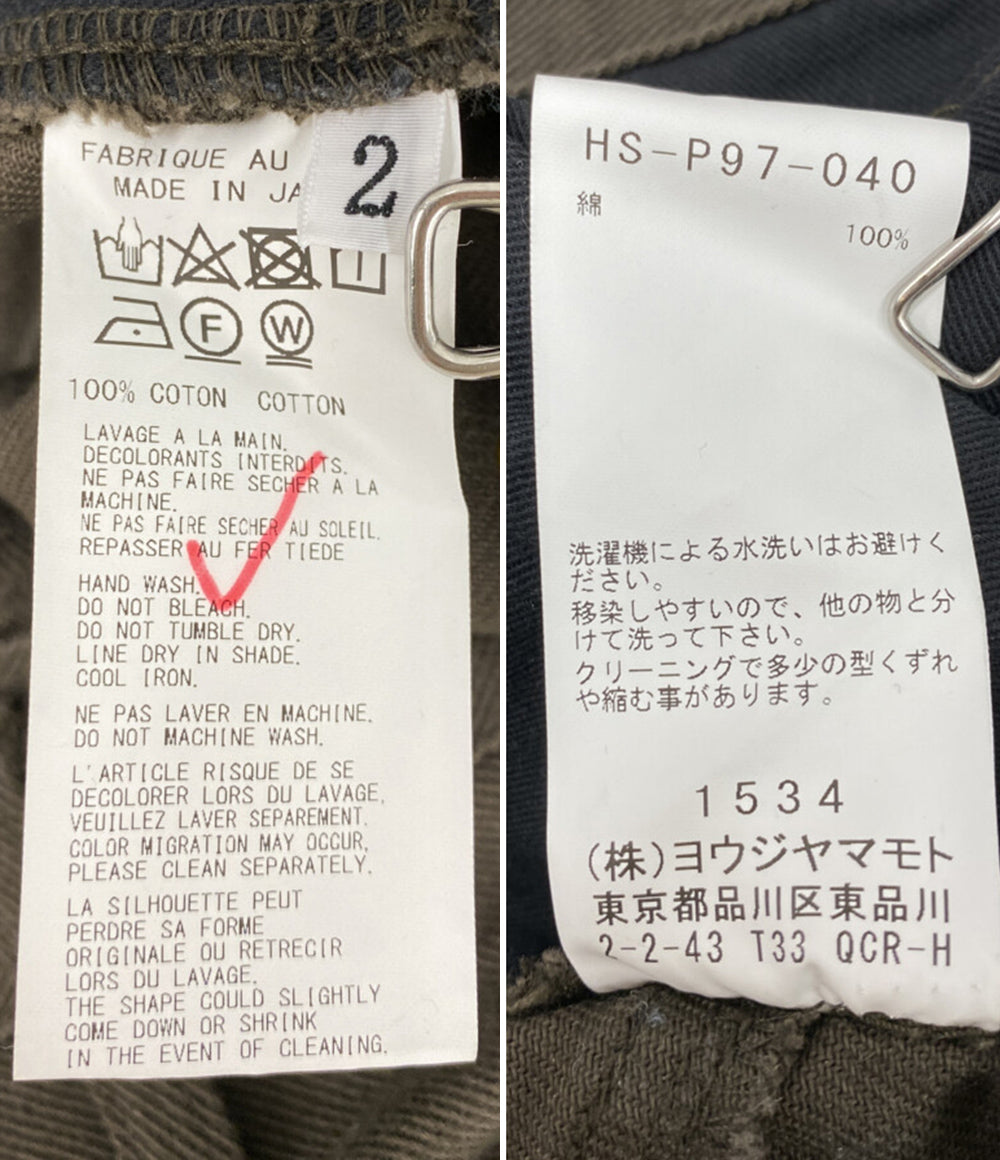 FABRIQUE AU
MADE IN JA
2
F
W
100% COTON COTTON
LAVAGE A LA MAIN.
DECOLORANTS INTERDITS.
NE PAS FAIRE SECHER A LA
MACHINE.
NE PAS FAIRE SECHER AU SOLEIL.
REPASSER AU FER TIEDE
HAND WASH.
DO NOT BLEACH.
DO NOT TUMBLE DRY.
LINE DRY IN SHADE.
COOL IRON.
NE PAS LAVER EN MACHINE.
DO NOT MACHINE WASH.
L'ARTICLE RISQUE DE SE
DECOLORER LORS DU LAVAGE,
VEUILLEZ LAVER SEPAREMENT.
COLOR MIGRATION MAY OCCUR,
PLEASE CLEAN SEPARATELY.
LA SILHOUETTE PEUT
PERDRE SA FORME
ORIGINALE OU RETRECIR
LORS DU LAVAGE.
THE SHAPE COULD SLIGHTLY
COME DOWN OR SHRINK
IN THE EVENT OF CLEANING.
HS-P97-040
綿
100%
洗濯機による水洗いはお避けく
ださい。
移染しやすいので、他の物と分
けて洗って下さい。
クリーニングで多少の型くずれ
や縮む事があります。
1534
(株)ヨウジヤマモト
東京都品川区東品川
2-2-43 T33 QCR-H